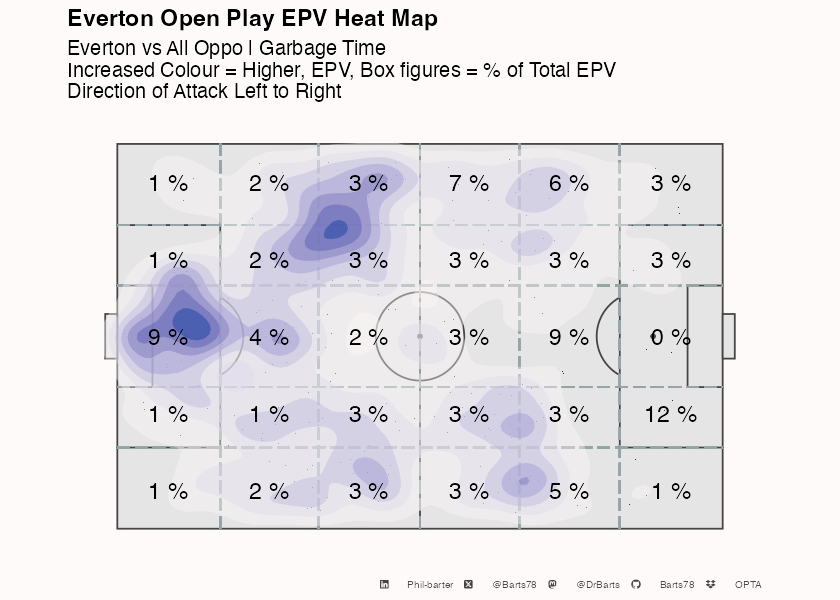 Everton Open Play EPV Heat Map
Everton vs All Oppo I Garbage Time
Increased Colour = Higher, EPV, Box figures = % of Total EPV
Direction of Attack Left to Right
1 % 2 % 3 % 7 % 6 % 3 %
1 % 2 % 3 % 3 % 3 % 3 %
9 % 4 % 2 % 3 % 9 % 0 %
1 % 1 % 3 % 3 % 3 % 12 %
1 % 2 % 3 % 3 % 5 % 1 %
Phil-barter @Barts78 @DrBarts Barts78 OPTA